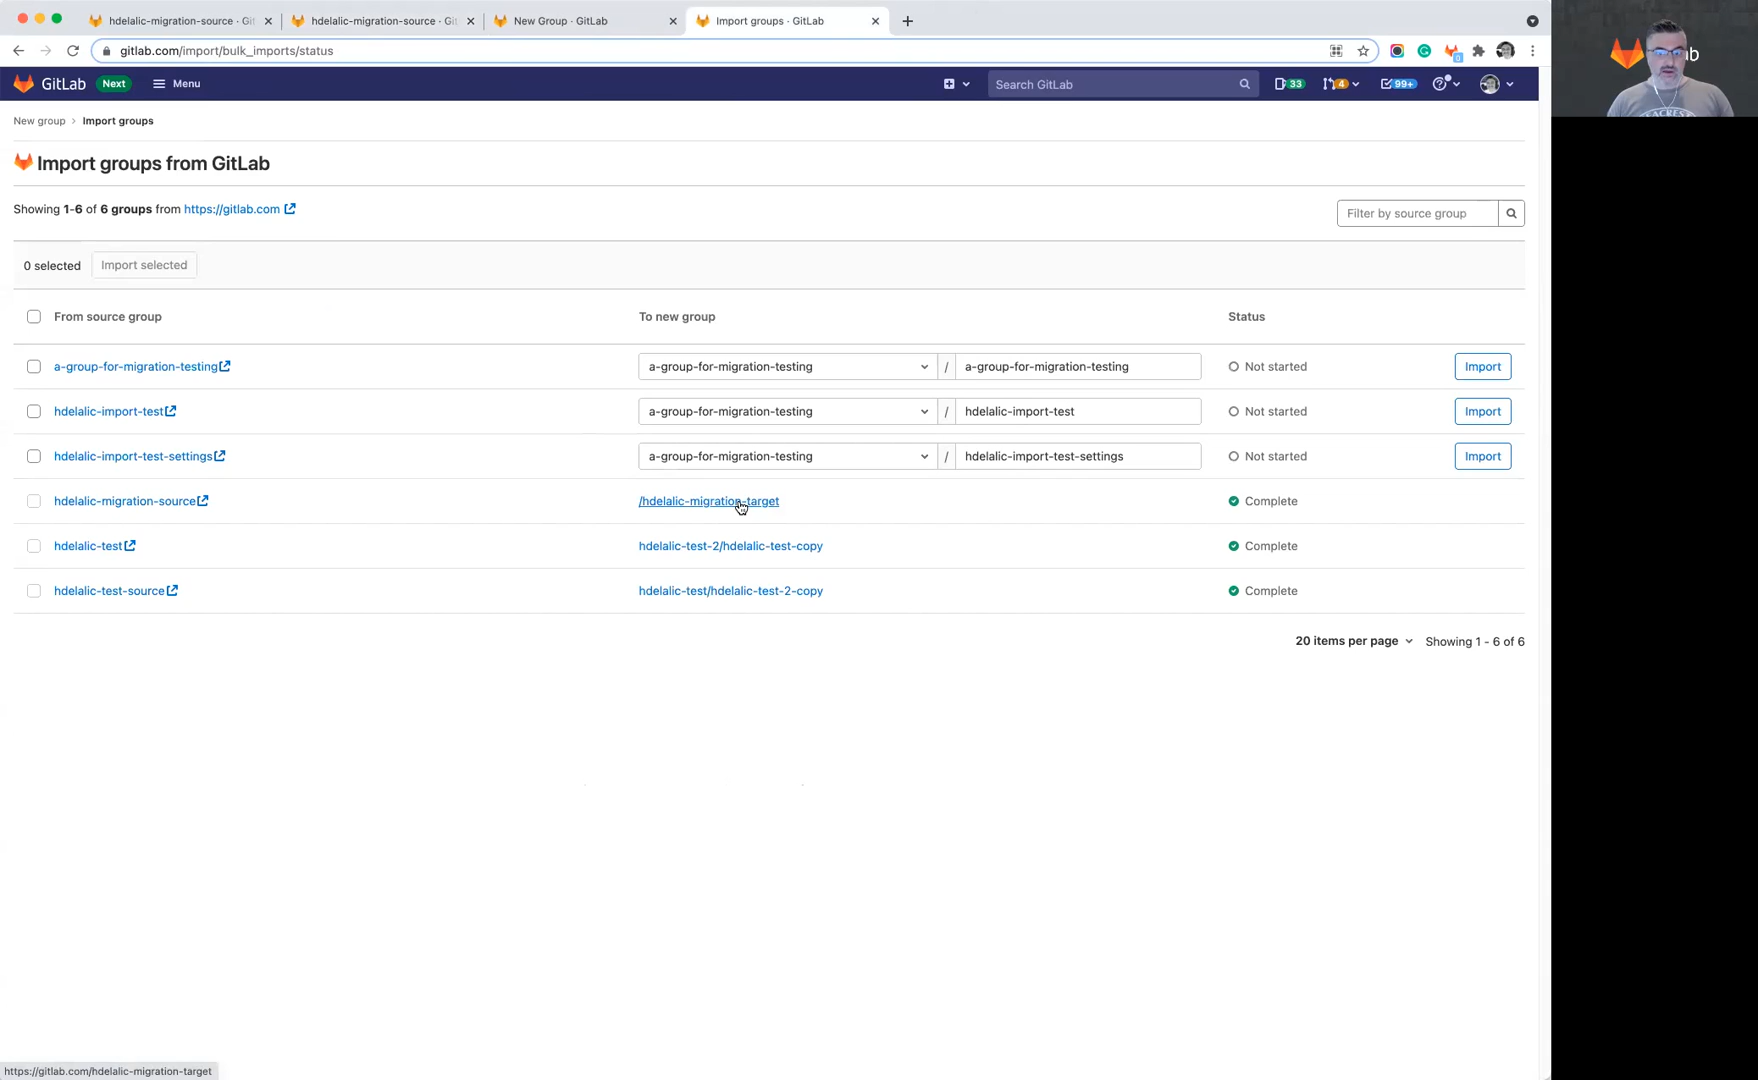 hdelalic-migration-source · Git
hdelalic-migration-source · Git
New Group · GitLab
Import groups · GitLab
gitlab.com/import/bulk_imports/status
GitLab Next Menu Search GitLab 33 4 99+
New group > Import groups
Import groups from GitLab
Showing 1-6 of 6 groups from https://gitlab.com
Filter by source group
0 selected Import selected
From source group To new group Status
a-group-for-migration-testing a-group-for-migration-testing / a-group-for-migration-testing Not started Import
hdelalic-import-test a-group-for-migration-testing / hdelalic-import-test Not started Import
hdelalic-import-test-settings a-group-for-migration-testing / hdelalic-import-test-settings Not started Import
hdelalic-migration-source /hdelalic-migration-target Complete
hdelalic-test hdelalic-test-2/hdelalic-test-copy Complete
hdelalic-test-source hdelalic-test/hdelalic-test-2-copy Complete
20 items per page Showing 1 - 6 of 6
https://gitlab.com/hdelalic-migration-target